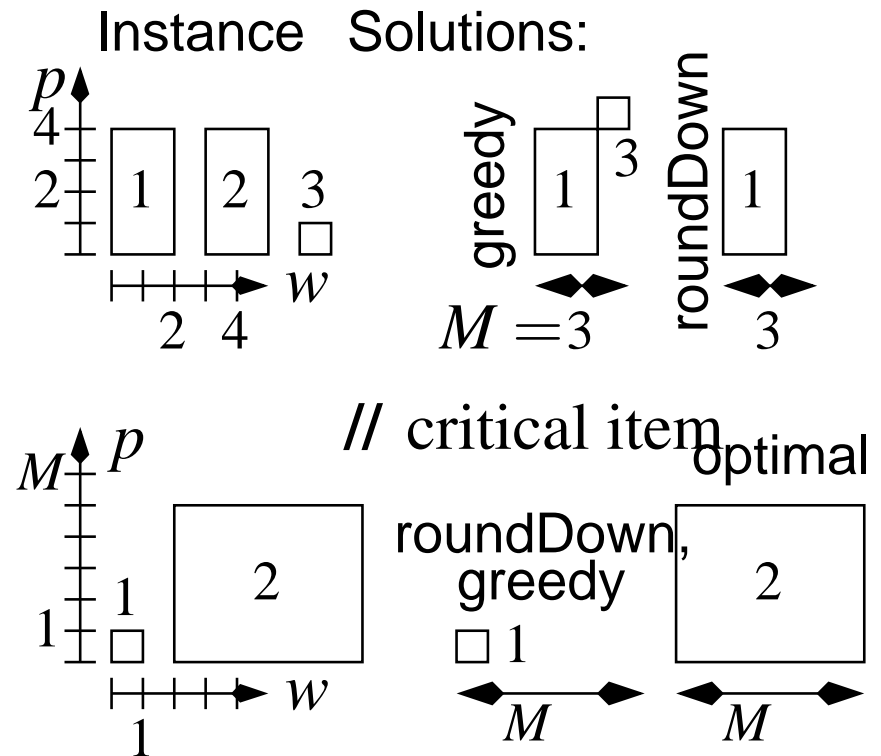 Instance Solutions:
p
4
2
1
2
3
w
2 4
greedy
1
3
M =3
roundDown
1
3
// critical item
optimal
M
p
1
1
2
w
1
roundDown,
greedy
1
M
2
M